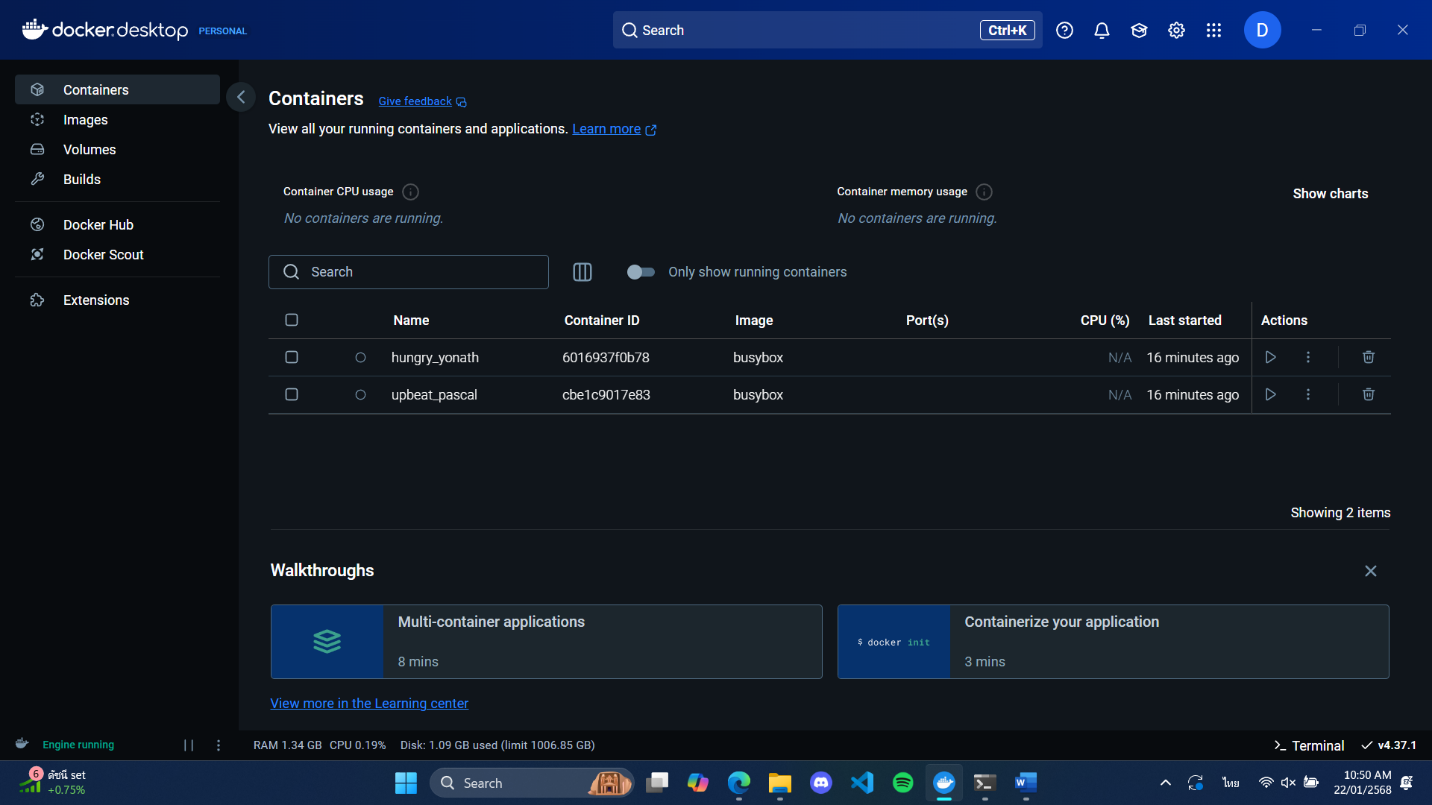 docker desktop PERSONAL
Search Ctrl+K
D
Containers
Images
Volumes
Builds
Docker Hub
Docker Scout
Extensions
Containers Give feedback
View all your running containers and applications. Learn more
Container CPU usage
No containers are running.
Container memory usage
No containers are running.
Show charts
Search
Only show running containers
Name Container ID Image Port(s) CPU (%) Last started Actions
hungry_yonath 6016937f0b78 busybox N/A 16 minutes ago
upbeat_pascal cbe1c9017e83 busybox N/A 16 minutes ago
Showing 2 items
Walkthroughs
Multi-container applications
8 mins
$ docker init
Containerize your application
3 mins
View more in the Learning center
Engine running
RAM 1.34 GB CPU 0.19% Disk: 1.09 GB used (limit 1006.85 GB)
Terminal v4.37.1
6
ดัชนี set
+0.75%
Search
ไทย
10:50 AM
22/01/2568